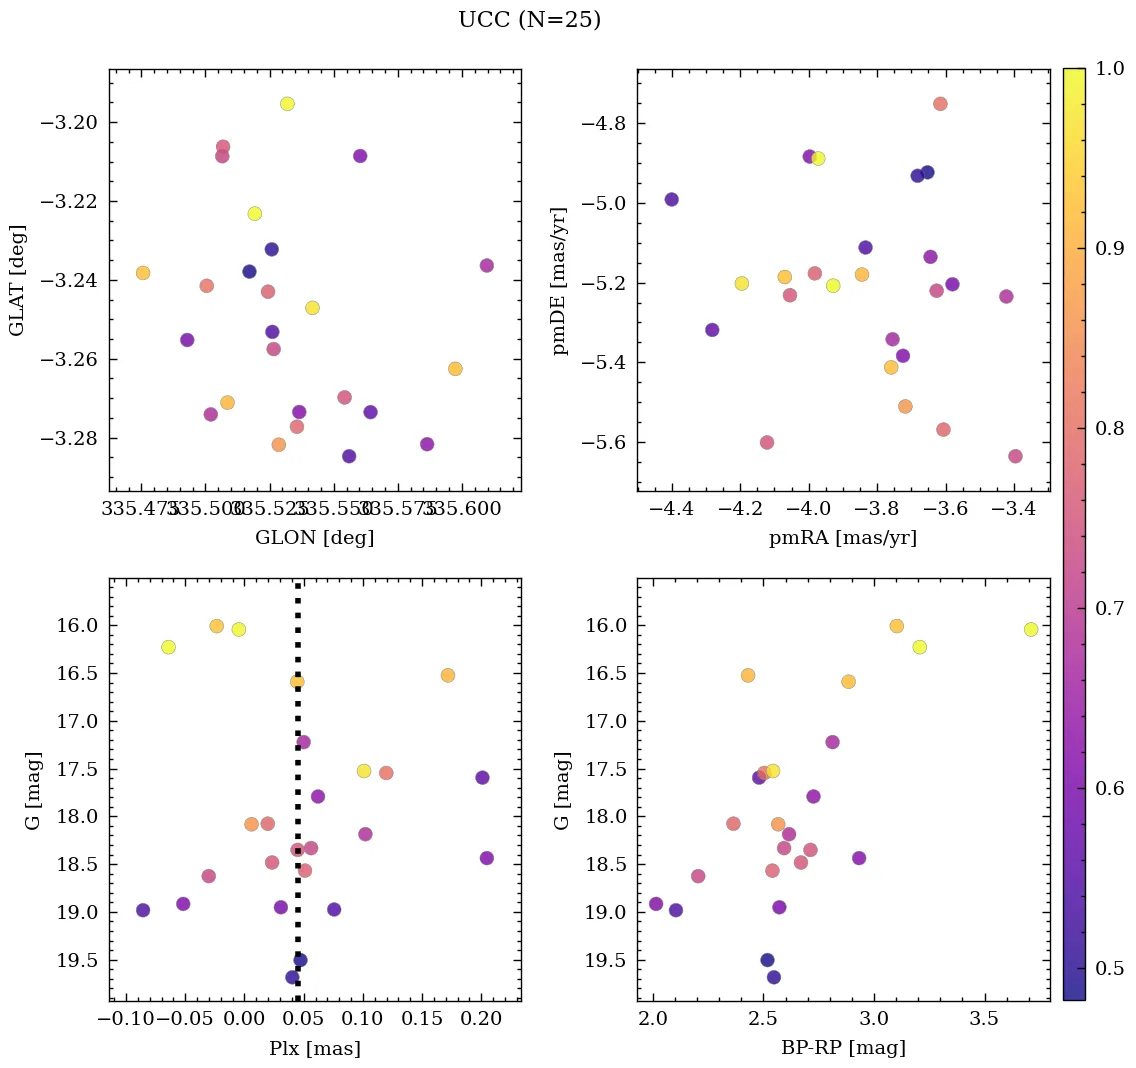 UCC (N=25)
−3.20
−3.22
−3.24
−3.26
−3.28
GLAT [deg]
335.475 335.500 335.525 335.550 335.575 335.600
GLON [deg]
−4.8
−5.0
−5.2
−5.4
−5.6
pmDE [mas/yr]
−4.4 −4.2 −4.0 −3.8 −3.6 −3.4
pmRA [mas/yr]
1.0
0.9
0.8
0.7
0.6
0.5
16.0
16.5
17.0
17.5
18.0
18.5
19.0
19.5
G [mag]
−0.10 −0.05 0.00 0.05 0.10 0.15 0.20
Plx [mas]
16.0
16.5
17.0
17.5
18.0
18.5
19.0
19.5
G [mag]
2.0 2.5 3.0 3.5
BP-RP [mag]